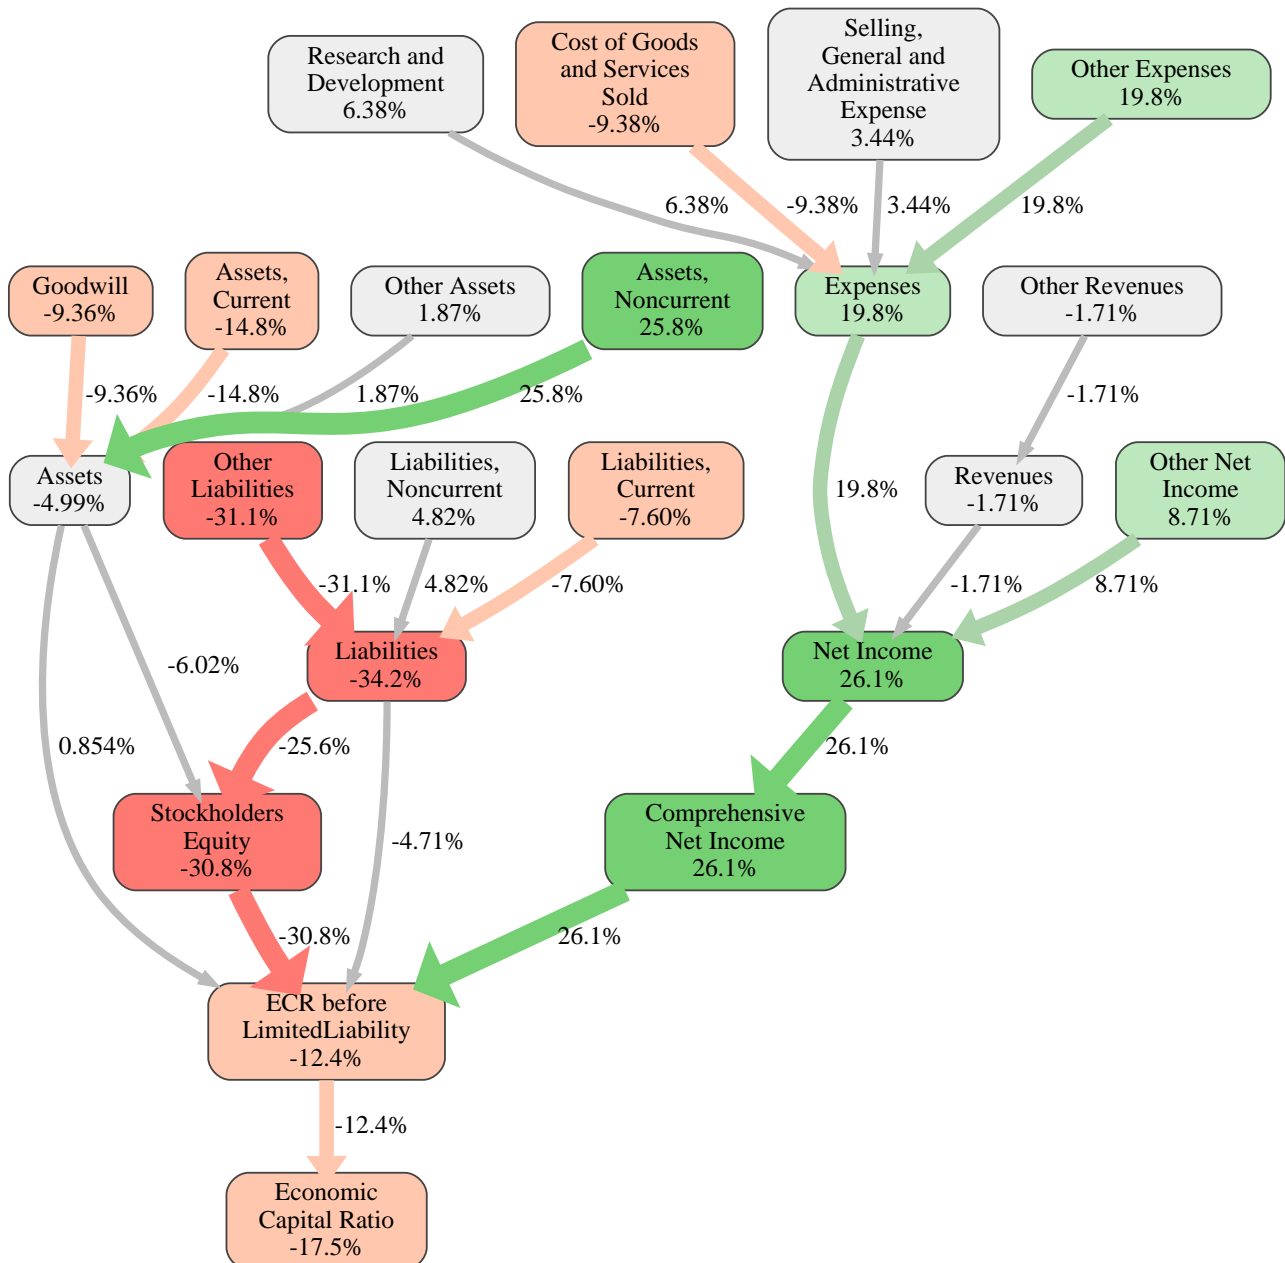 Research and
Development
6.38%
Cost of Goods
and Services
Sold
-9.38%
Selling,
General and
Administrative
Expense
3.44%
Other Expenses
19.8%
6.38%
-9.38%
3.44%
19.8%
Goodwill
-9.36%
Assets,
Current
-14.8%
Other Assets
1.87%
Assets,
Noncurrent
25.8%
Expenses
19.8%
Other Revenues
-1.71%
-9.36%
-14.8%
1.87%
25.8%
-1.71%
Assets
-4.99%
Other
Liabilities
-31.1%
Liabilities,
Noncurrent
4.82%
Liabilities,
Current
-7.60%
19.8%
Revenues
-1.71%
Other Net
Income
8.71%
-31.1%
4.82%
-7.60%
-1.71%
8.71%
Liabilities
-34.2%
Net Income
26.1%
-6.02%
0.854%
-25.6%
26.1%
Stockholders
Equity
-30.8%
-4.71%
Comprehensive
Net Income
26.1%
-30.8%
26.1%
ECR before
LimitedLiability
-12.4%
-12.4%
Economic
Capital Ratio
-17.5%